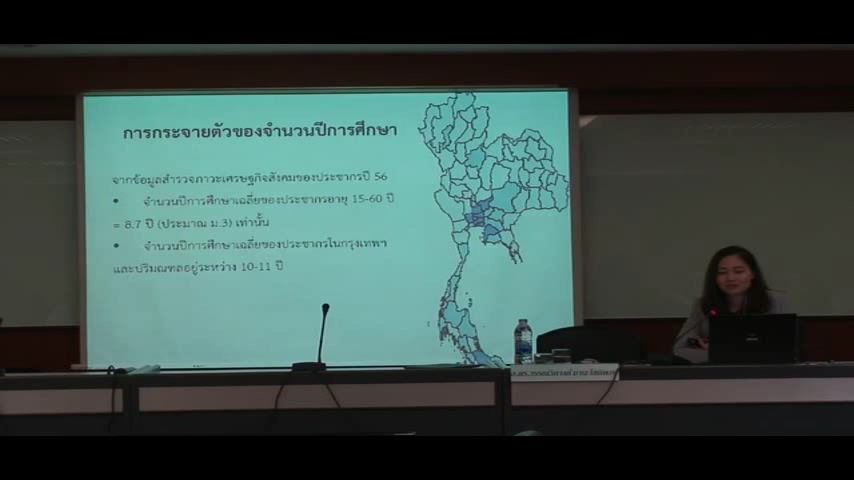 การกระจายตัวของจำนวนปีการศึกษา
จากข้อมูลสำรวจภาวะเศรษฐกิจสังคมของประชากรปี 56
• จำนวนปีการศึกษาเฉลี่ยของประชากรอายุ 15-60 ปี
= 8.7 ปี (ประมาณ ม.3) เท่านั้น
• จำนวนปีการศึกษาเฉลี่ยของประชากรในกรุงเทพฯ
และปริมณฑลอยู่ระหว่าง 10-11 ปี